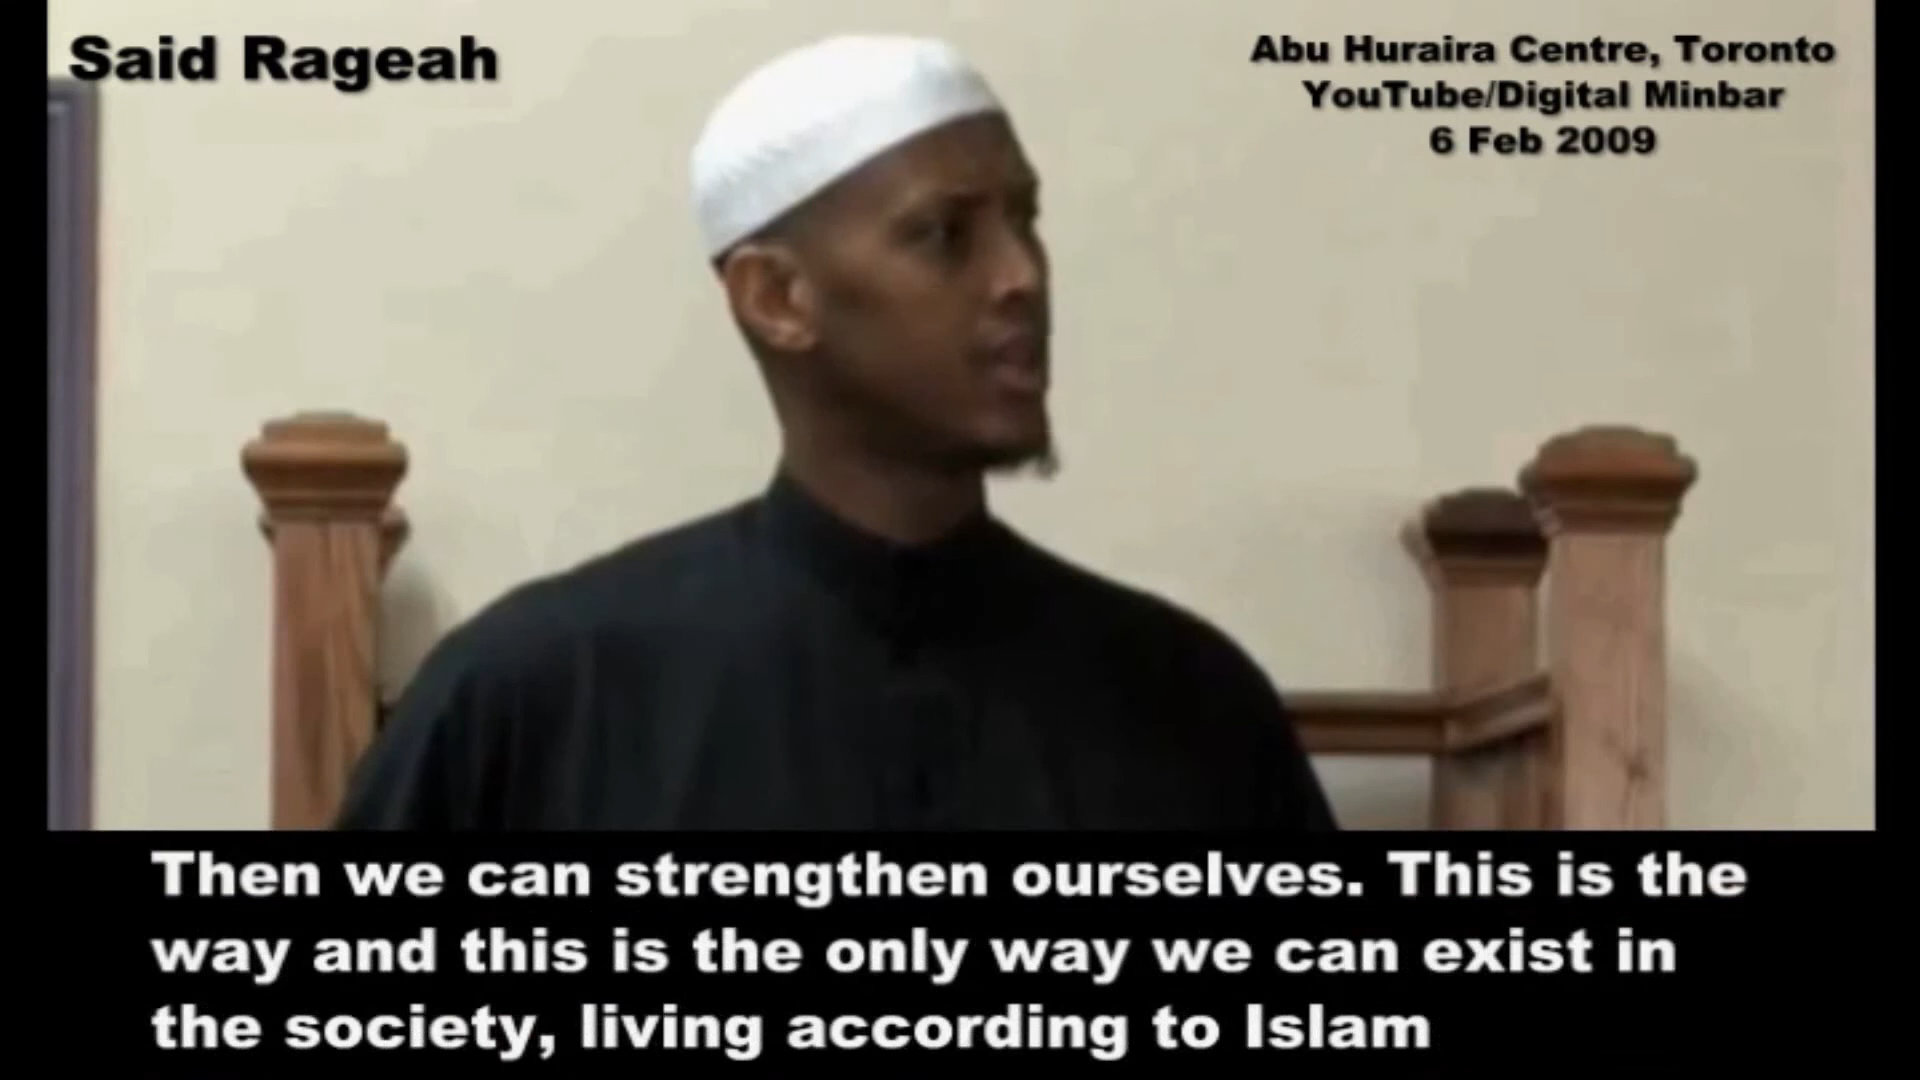 Said Rageah
Abu Huraira Centre, Toronto
YouTube/Digital Minbar
6 Feb 2009
Then we can strengthen ourselves. This is the
way and this is the only way we can exist in
the society, living according to Islam